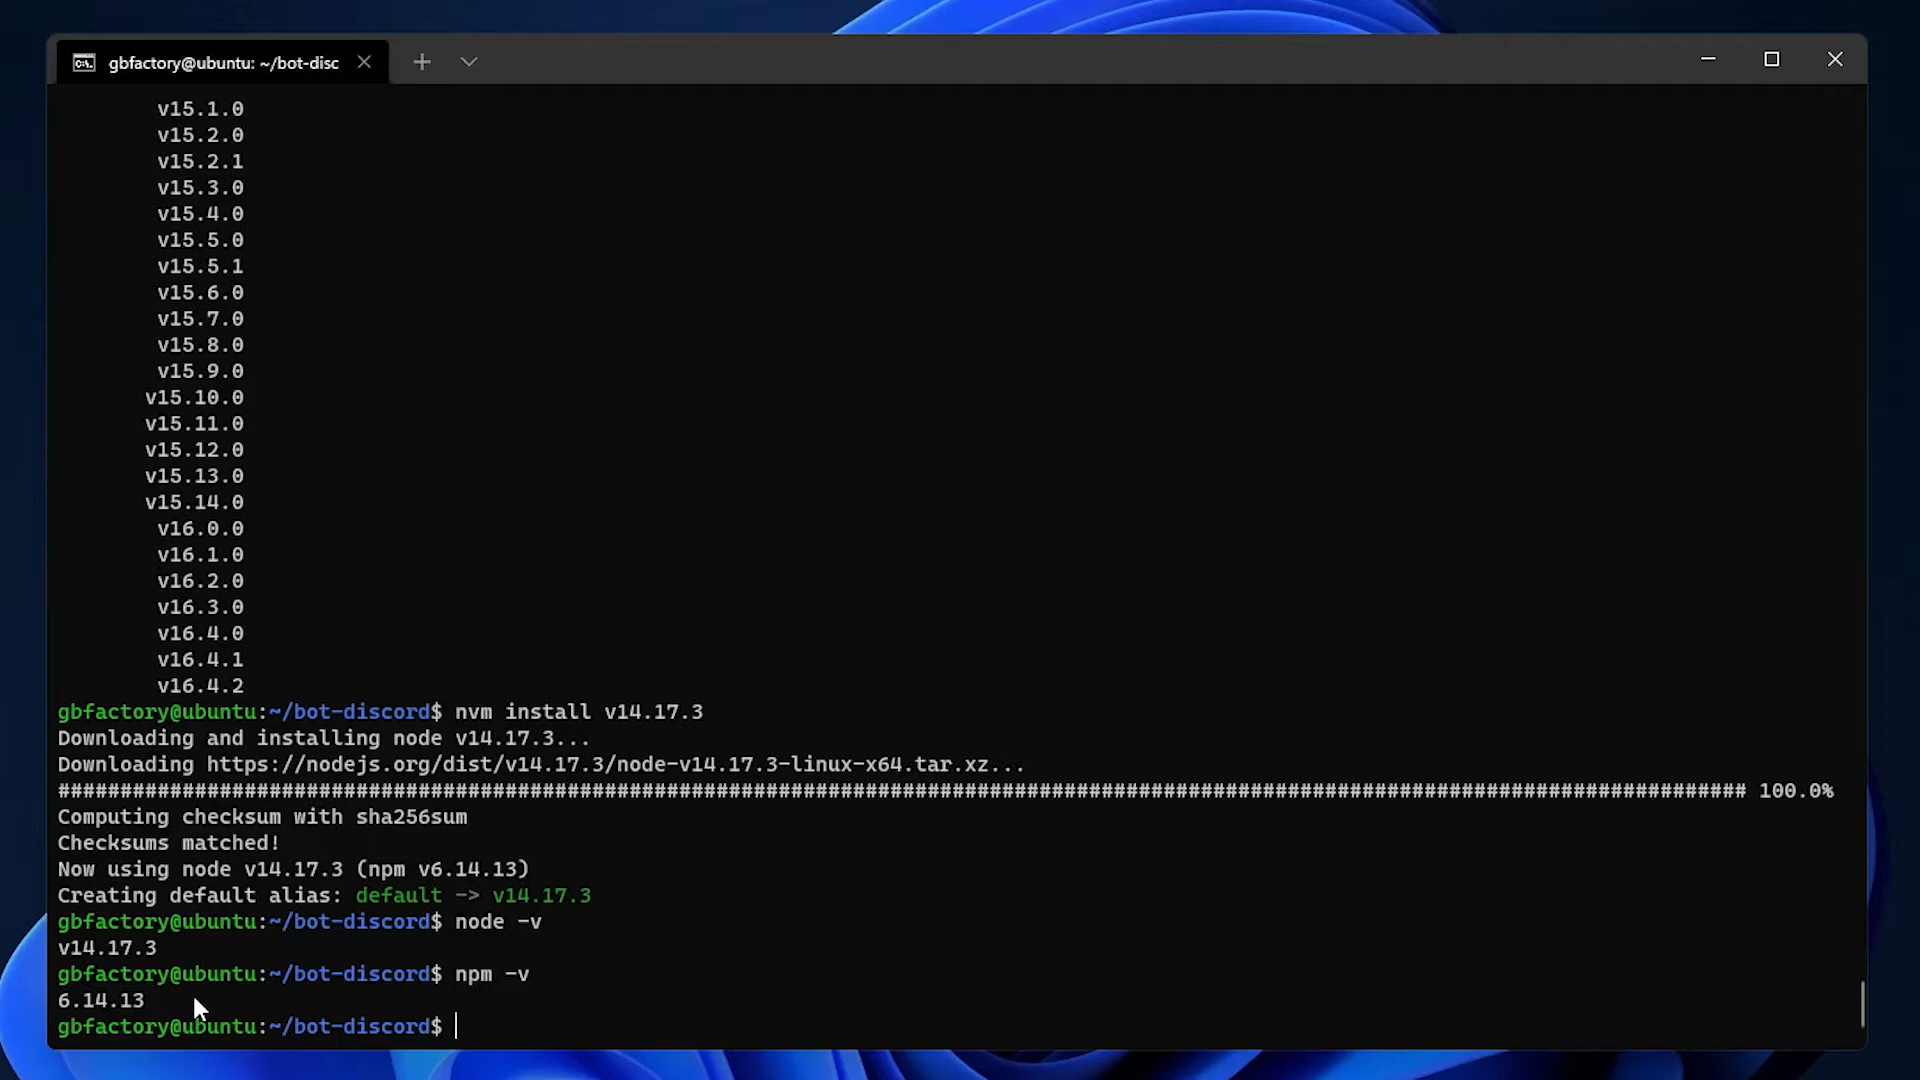 gbfactory@ubuntu: ~/bot-disc
v15.1.0
v15.2.0
v15.2.1
v15.3.0
v15.4.0
v15.5.0
v15.5.1
v15.6.0
v15.7.0
v15.8.0
v15.9.0
v15.10.0
v15.11.0
v15.12.0
v15.13.0
v15.14.0
v16.0.0
v16.1.0
v16.2.0
v16.3.0
v16.4.0
v16.4.1
v16.4.2
gbfactory@ubuntu:~/bot-discord$ nvm install v14.17.3
Downloading and installing node v14.17.3...
Downloading https://nodejs.org/dist/v14.17.3/node-v14.17.3-linux-x64.tar.xz...
######################################################################################################################################## 100.0%
Computing checksum with sha256sum
Checksums matched!
Now using node v14.17.3 (npm v6.14.13)
Creating default alias: default -> v14.17.3
gbfactory@ubuntu:~/bot-discord$ node -v
v14.17.3
gbfactory@ubuntu:~/bot-discord$ npm -v
6.14.13
gbfactory@ubuntu:~/bot-discord$